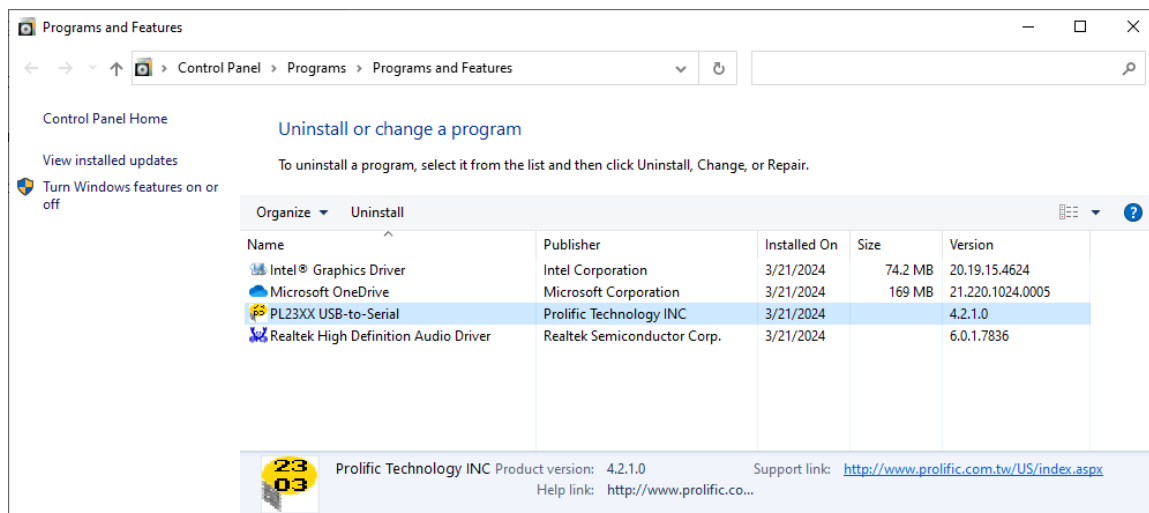 Programs and Features
Control Panel > Programs > Programs and Features
Control Panel Home
View installed updates
Turn Windows features on or
off
Uninstall or change a program
To uninstall a program, select it from the list and then click Uninstall, Change, or Repair.
Organize Uninstall
Name Publisher Installed On Size Version
Intel® Graphics Driver Intel Corporation 3/21/2024 74.2 MB 20.19.15.4624
Microsoft OneDrive Microsoft Corporation 3/21/2024 169 MB 21.220.1024.0005
PL23XX USB-to-Serial Prolific Technology INC 3/21/2024 4.2.1.0
Realtek High Definition Audio Driver Realtek Semiconductor Corp. 3/21/2024 6.0.1.7836
23
03
Prolific Technology INC Product version: 4.2.1.0 Support link: http://www.prolific.com.tw/US/index.aspx
Help link: http://www.prolific.co...